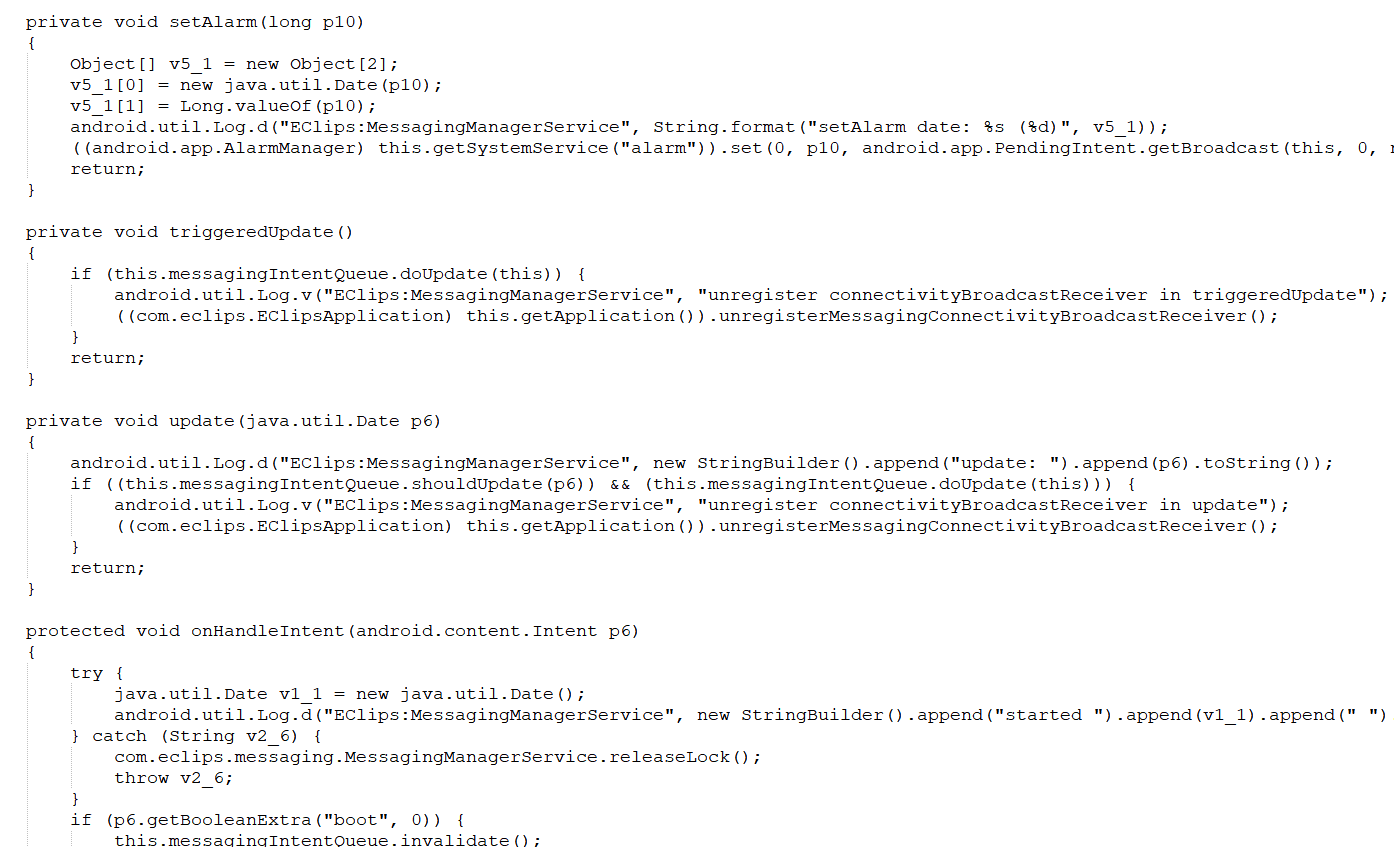 private void setAlarm(long p10)
{
    Object[] v5_1 = new Object[2];
    v5_1[0] = new java.util.Date(p10);
    v5_1[1] = Long.valueOf(p10);
    android.util.Log.d("EClips:MessagingManagerService", String.format("setAlarm date: %s (%d)", v5_1));
    ((android.app.AlarmManager) this.getSystemService("alarm")).set(0, p10, android.app.PendingIntent.getBroadcast(this, 0,
    return;
}

private void triggeredUpdate()
{
    if (this.messagingIntentQueue.doUpdate(this)) {
        android.util.Log.v("EClips:MessagingManagerService", "unregister connectivityBroadcastReceiver in triggeredUpdate");
        ((com.eclips.EClipsApplication) this.getApplication()).unregisterMessagingConnectivityBroadcastReceiver();
    }
    return;
}

private void update(java.util.Date p6)
{
    android.util.Log.d("EClips:MessagingManagerService", new StringBuilder().append("update: ").append(p6).toString());
    if ((this.messagingIntentQueue.shouldUpdate(p6)) && (this.messagingIntentQueue.doUpdate(this))) {
        android.util.Log.v("EClips:MessagingManagerService", "unregister connectivityBroadcastReceiver in update");
        ((com.eclips.EClipsApplication) this.getApplication()).unregisterMessagingConnectivityBroadcastReceiver();
    }
    return;
}

protected void onHandleIntent(android.content.Intent p6)
{
    try {
        java.util.Date v1_1 = new java.util.Date();
        android.util.Log.d("EClips:MessagingManagerService", new StringBuilder().append("started ").append(v1_1).append(" ")
    } catch (String v2_6) {
        com.eclips.messaging.MessagingManagerService.releaseLock();
        throw v2_6;
    }
    if (p6.getBooleanExtra("boot", 0)) {
        this.messagingIntentQueue.invalidate();